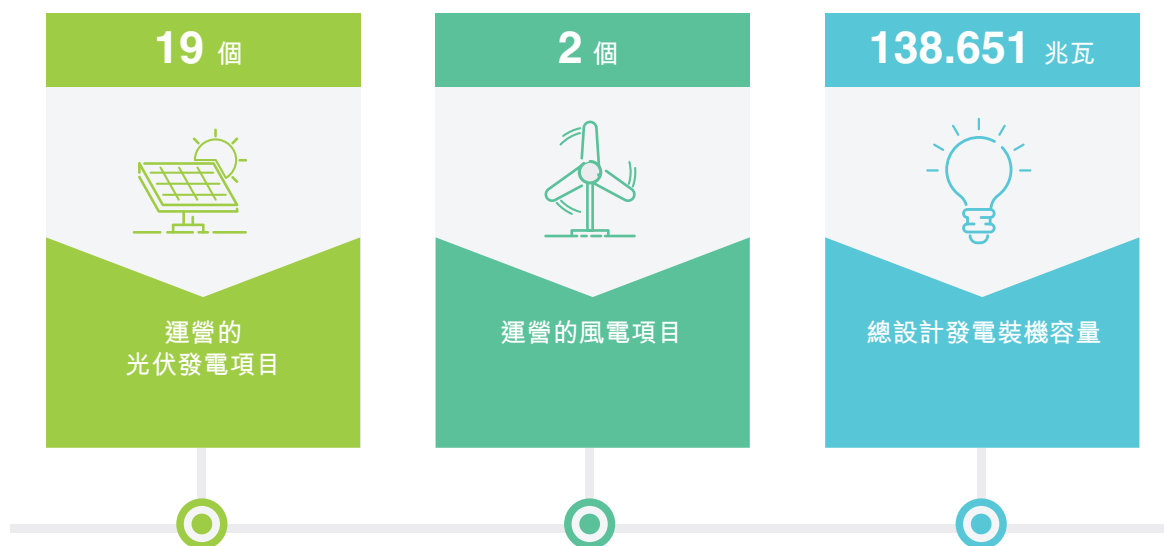 19 個
運營的
光伏發電項目
2 個
運營的風電項目
138.651 兆瓦
總設計發電裝機容量